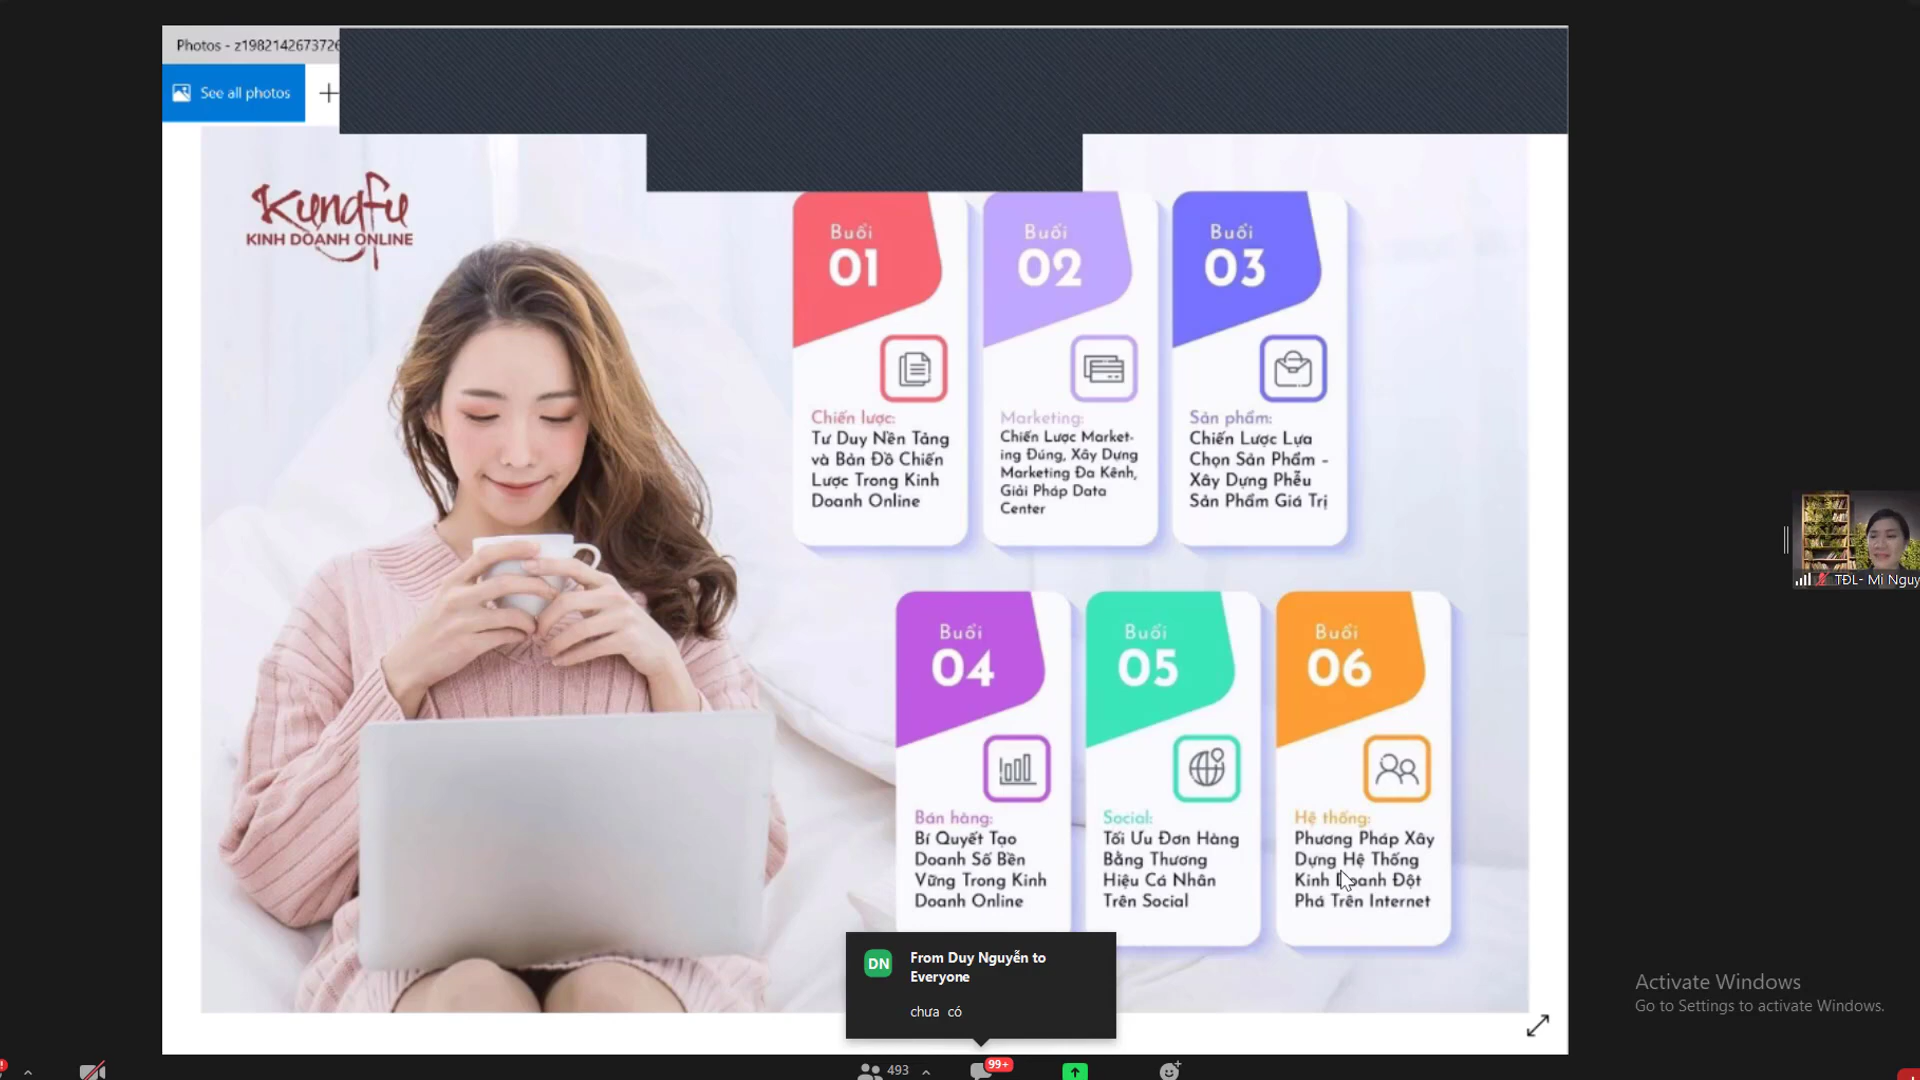 Photos - z1982142673726
See all photos
Kungfu
KINH DOANH ONLINE
Buổi
01
Chiến lược:
Tư Duy Nền Tảng
và Bản Đồ Chiến
Lược Trong Kinh
Doanh Online
Buổi
02
Marketing:
Chiến Lược Market-
ing Đúng, Xây Dựng
Marketing Đa Kênh,
Giải Pháp Data
Center
Buổi
03
Sản phẩm:
Chiến Lược Lựa
Chọn Sản Phẩm -
Xây Dựng Phễu
Sản Phẩm Giá Trị
Buổi
04
Bán hàng:
Bí Quyết Tạo
Doanh Số Bền
Vững Trong Kinh
Doanh Online
Buổi
05
Social:
Tối Ưu Đơn Hàng
Bằng Thương
Hiệu Cá Nhân
Trên Social
Buổi
06
Hệ thống:
Phương Pháp Xây
Dựng Hệ Thống
Kinh Doanh Đột
Phá Trên Internet
TĐL- Mi Nguy
DN
From Duy Nguyễn to
Everyone
chưa có
Activate Windows
Go to Settings to activate Windows.
493
99+